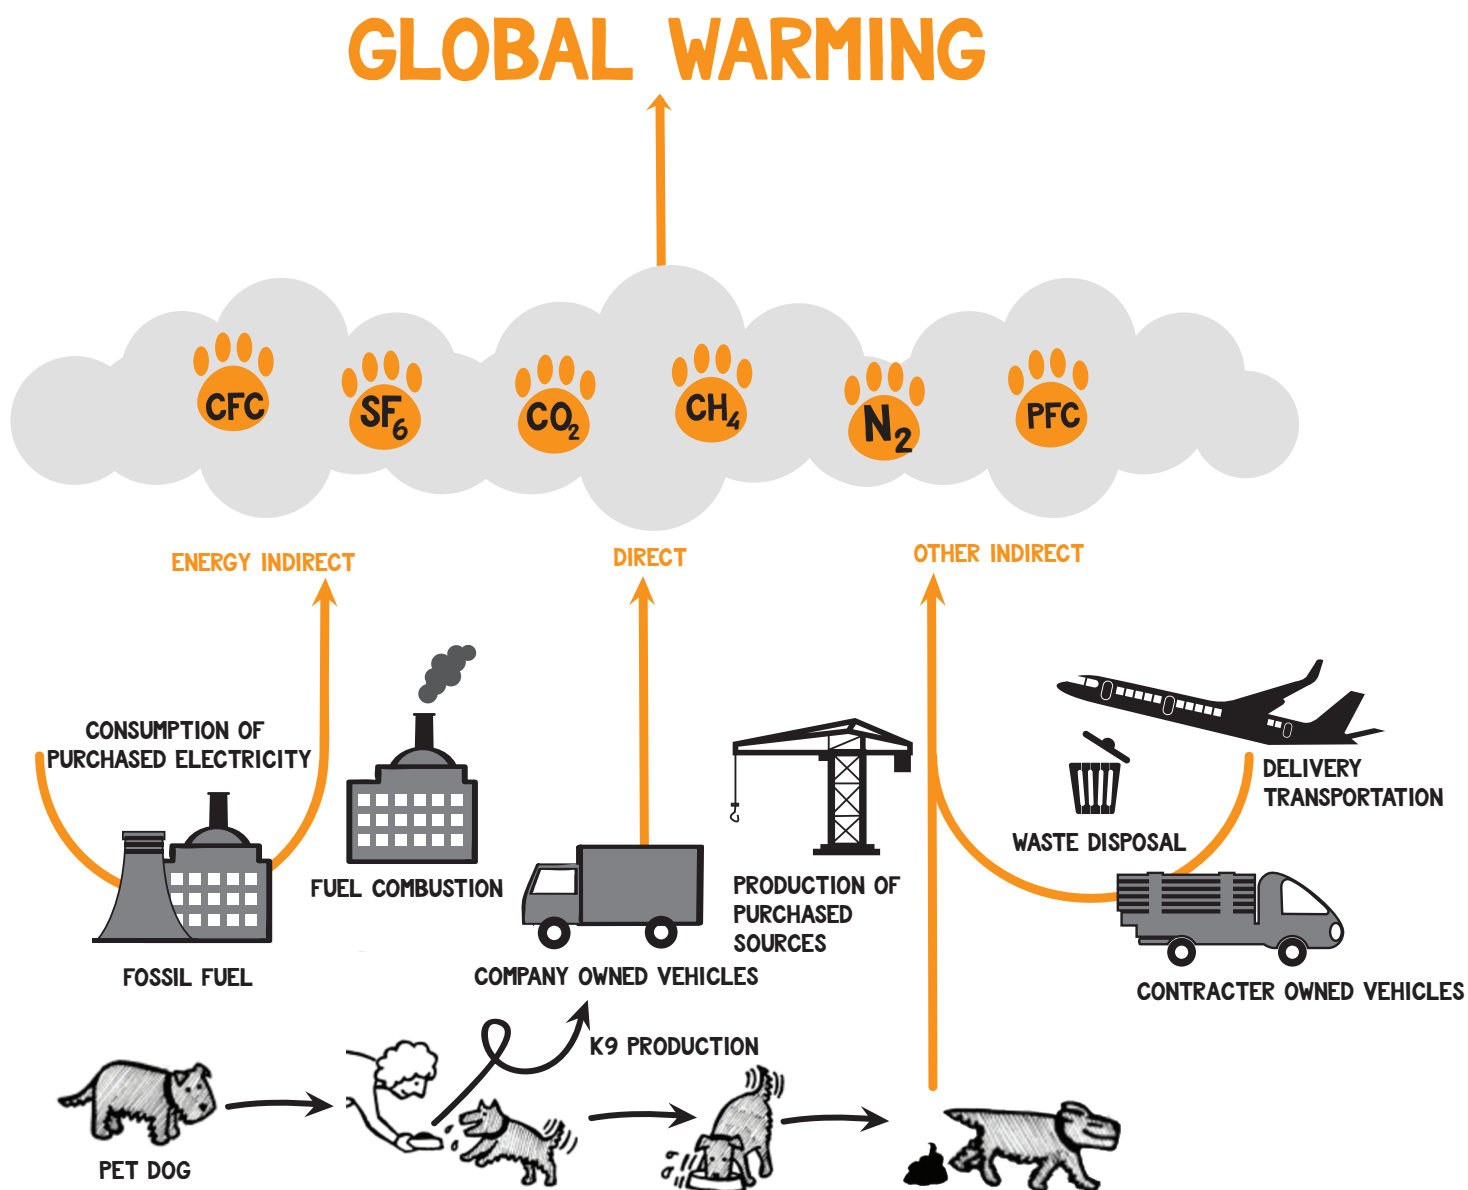 GLOBAL WARMING
CFC
SF6
CO2
CH4
N2
PFC
ENERGY INDIRECT
DIRECT
OTHER INDIRECT
CONSUMPTION OF
PURCHASED ELECTRICITY
FOSSIL FUEL
FUEL COMBUSTION
COMPANY OWNED VEHICLES
PRODUCTION OF
PURCHASED
SOURCES
WASTE DISPOSAL
DELIVERY
TRANSPORTATION
CONTRACTER OWNED VEHICLES
K9 PRODUCTION
PET DOG